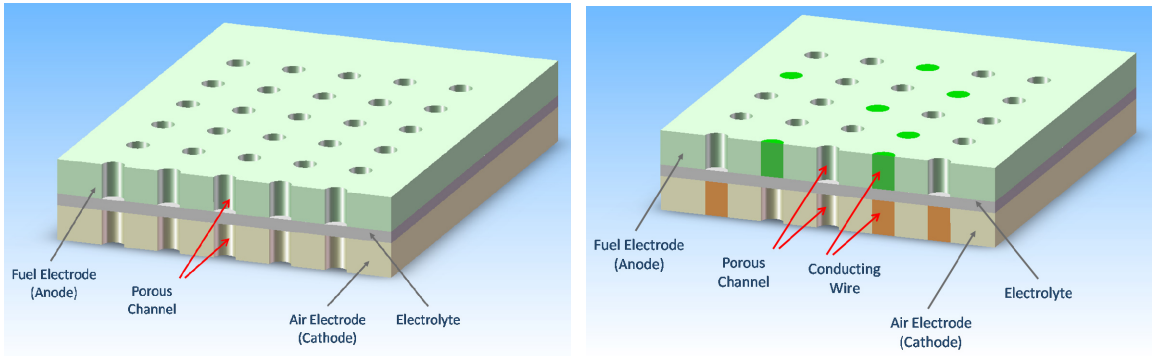 Fuel Electrode
(Anode)
Porous
Channel
Air Electrode
(Cathode)
Electrolyte
Fuel Electrode
(Anode)
Porous
Channel
Conducting
Wire
Air Electrode
(Cathode)
Electrolyte